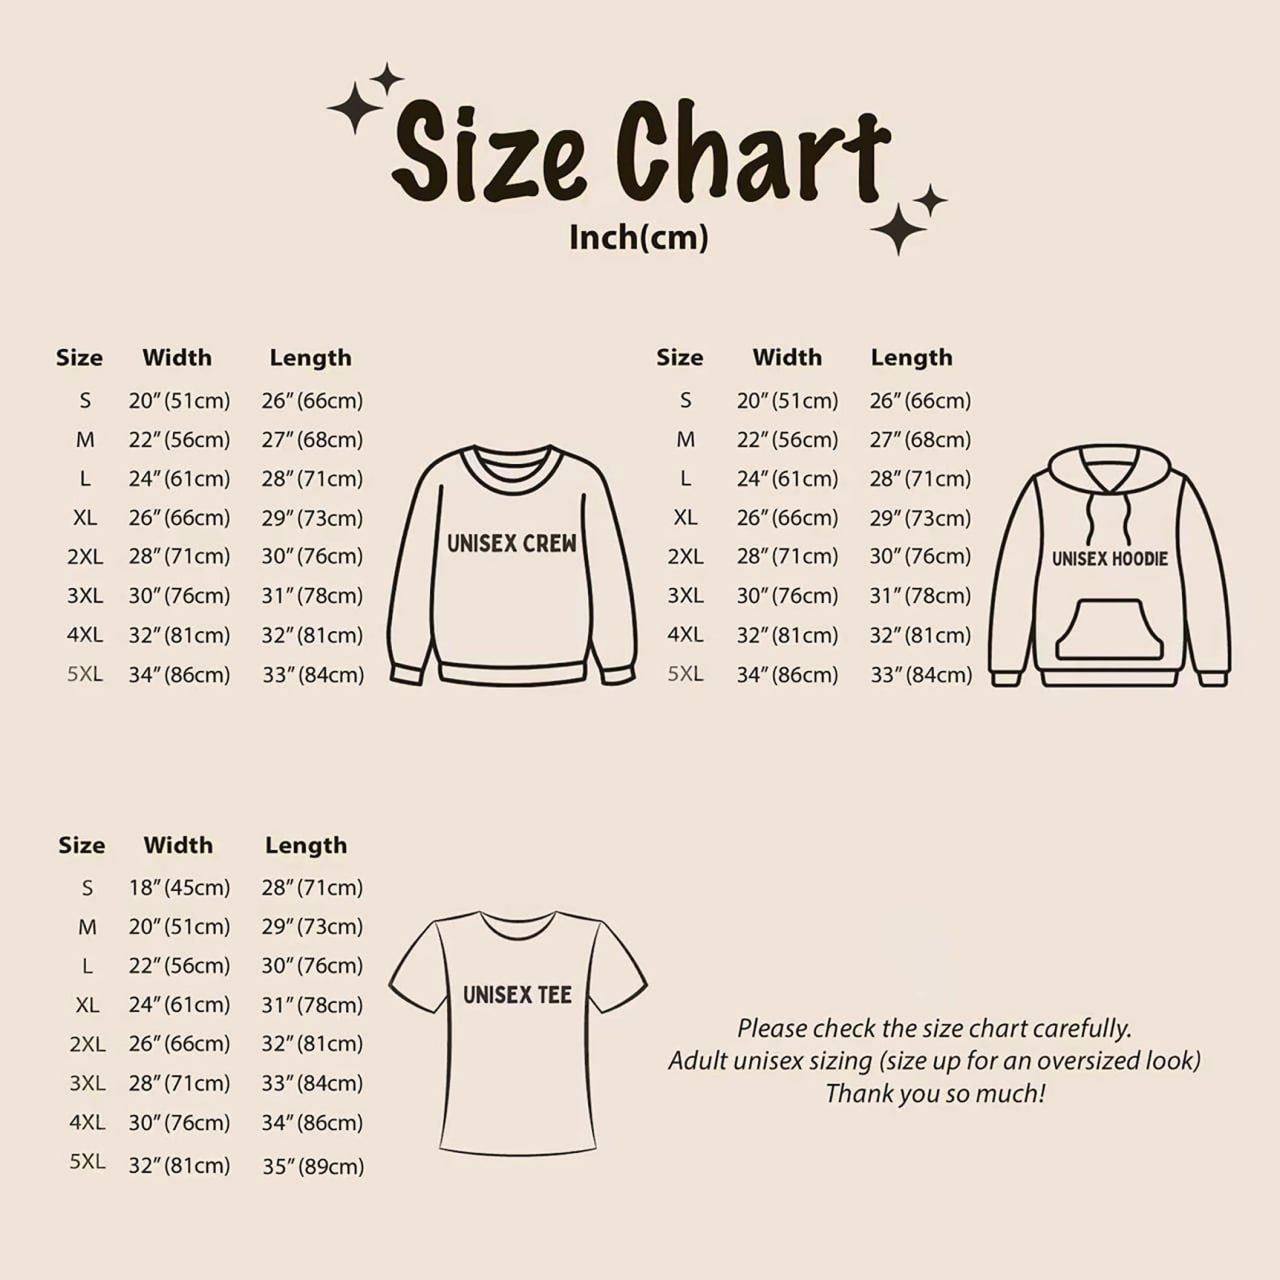 Size Chart
Inch(cm)
Size Width Length
S 20” (51cm) 26” (66cm)
M 22” (56cm) 27” (68cm)
L 24” (61cm) 28” (71cm)
XL 26” (66cm) 29” (73cm)
2XL 28” (71cm) 30” (76cm)
3XL 30” (76cm) 31” (78cm)
4XL 32” (81cm) 32” (81cm)
5XL 34” (86cm) 33” (84cm)
UNISEX CREW
Size Width Length
S 20” (51cm) 26” (66cm)
M 22” (56cm) 27” (68cm)
L 24” (61cm) 28” (71cm)
XL 26” (66cm) 29” (73cm)
2XL 28” (71cm) 30” (76cm)
3XL 30” (76cm) 31” (78cm)
4XL 32” (81cm) 32” (81cm)
5XL 34” (86cm) 33” (84cm)
UNISEX HOODIE
Size Width Length
S 18” (45cm) 28” (71cm)
M 20” (51cm) 29” (73cm)
L 22” (56cm) 30” (76cm)
XL 24” (61cm) 31” (78cm)
2XL 26” (66cm) 32” (81cm)
3XL 28” (71cm) 33” (84cm)
4XL 30” (76cm) 34” (86cm)
5XL 32” (81cm) 35” (89cm)
UNISEX TEE
Please check the size chart carefully.
Adult unisex sizing (size up for an oversized look)
Thank you so much!